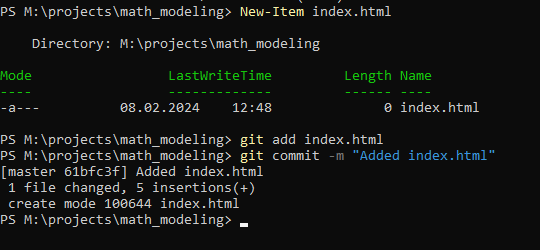 PS M:\projects\math_modeling> New-Item index.html
Directory: M:\projects\math_modeling
Mode LastWriteTime Length Name
---- ------------- ------ ----
-a--- 08.02.2024 12:48 0 index.html
PS M:\projects\math_modeling> git add index.html
PS M:\projects\math_modeling> git commit -m "Added index.html"
[master 61bfc3f] Added index.html
1 file changed, 5 insertions(+)
create mode 100644 index.html
PS M:\projects\math_modeling>